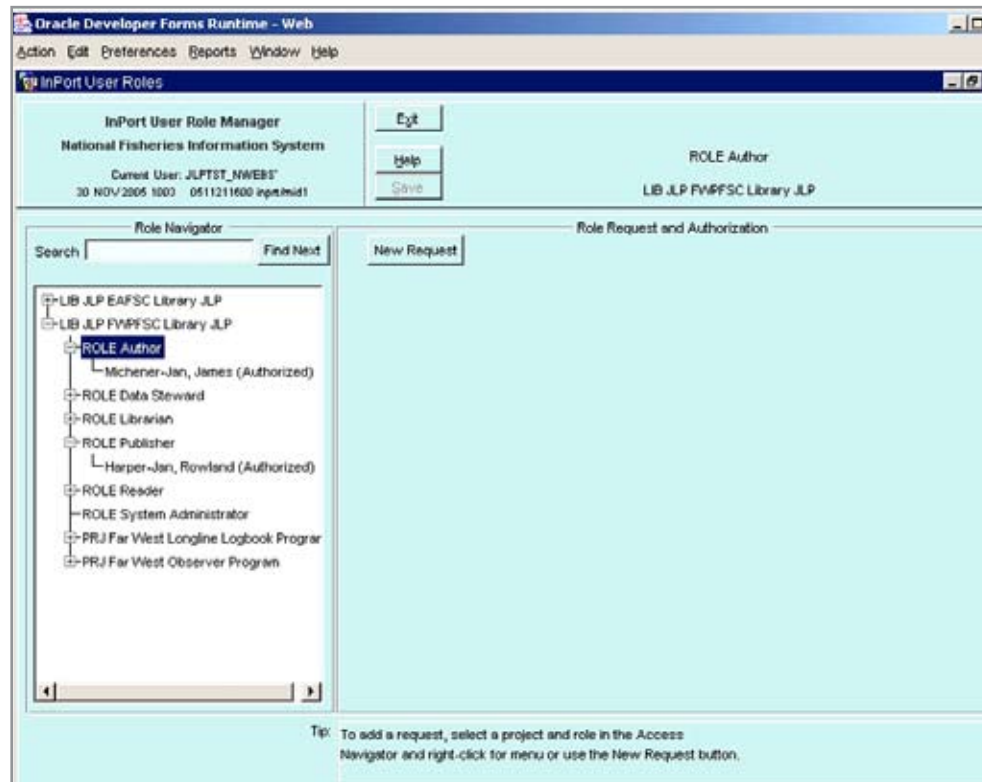 Oracle Developer Forms Runtime - Web
Action Edit Preferences Reports Window Help
InPort User Roles
InPort User Role Manager
National Fisheries Information System
Current User: JLPTST_NWEBS'
30 NOV 2005 1003 0511211600
Exit
Help
Save
ROLE Author
LIB JLP FWPFSC Library JLP
Role Navigator
Search
Find Next
Role Request and Authorization
New Request
LIB JLP EAFSC Library JLP
LIB JLP FWPFSC Library JLP
ROLE Author
Michener-Jan, James (Authorized)
ROLE Data Steward
ROLE Librarian
ROLE Publisher
Harper-Jan, Rowland (Authorized)
ROLE Reader
ROLE System Administrator
PRJ Far West Longline Logbook Prograr
PRJ Far West Observer Program
Tip: To add a request, select a project and role in the Access
Navigator and right-click for menu or use the New Request button.